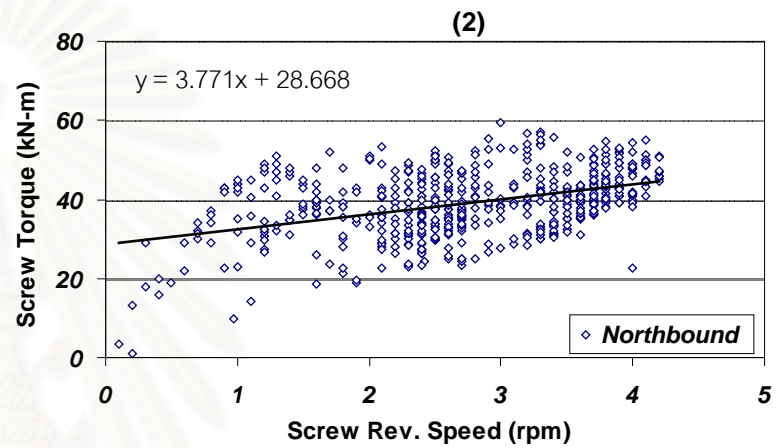 (2)
80
60
40
20
0
y = 3.771x + 28.668
Screw Torque (kN-m)
Northbound
0 1 2 3 4 5
Screw Rev. Speed (rpm)